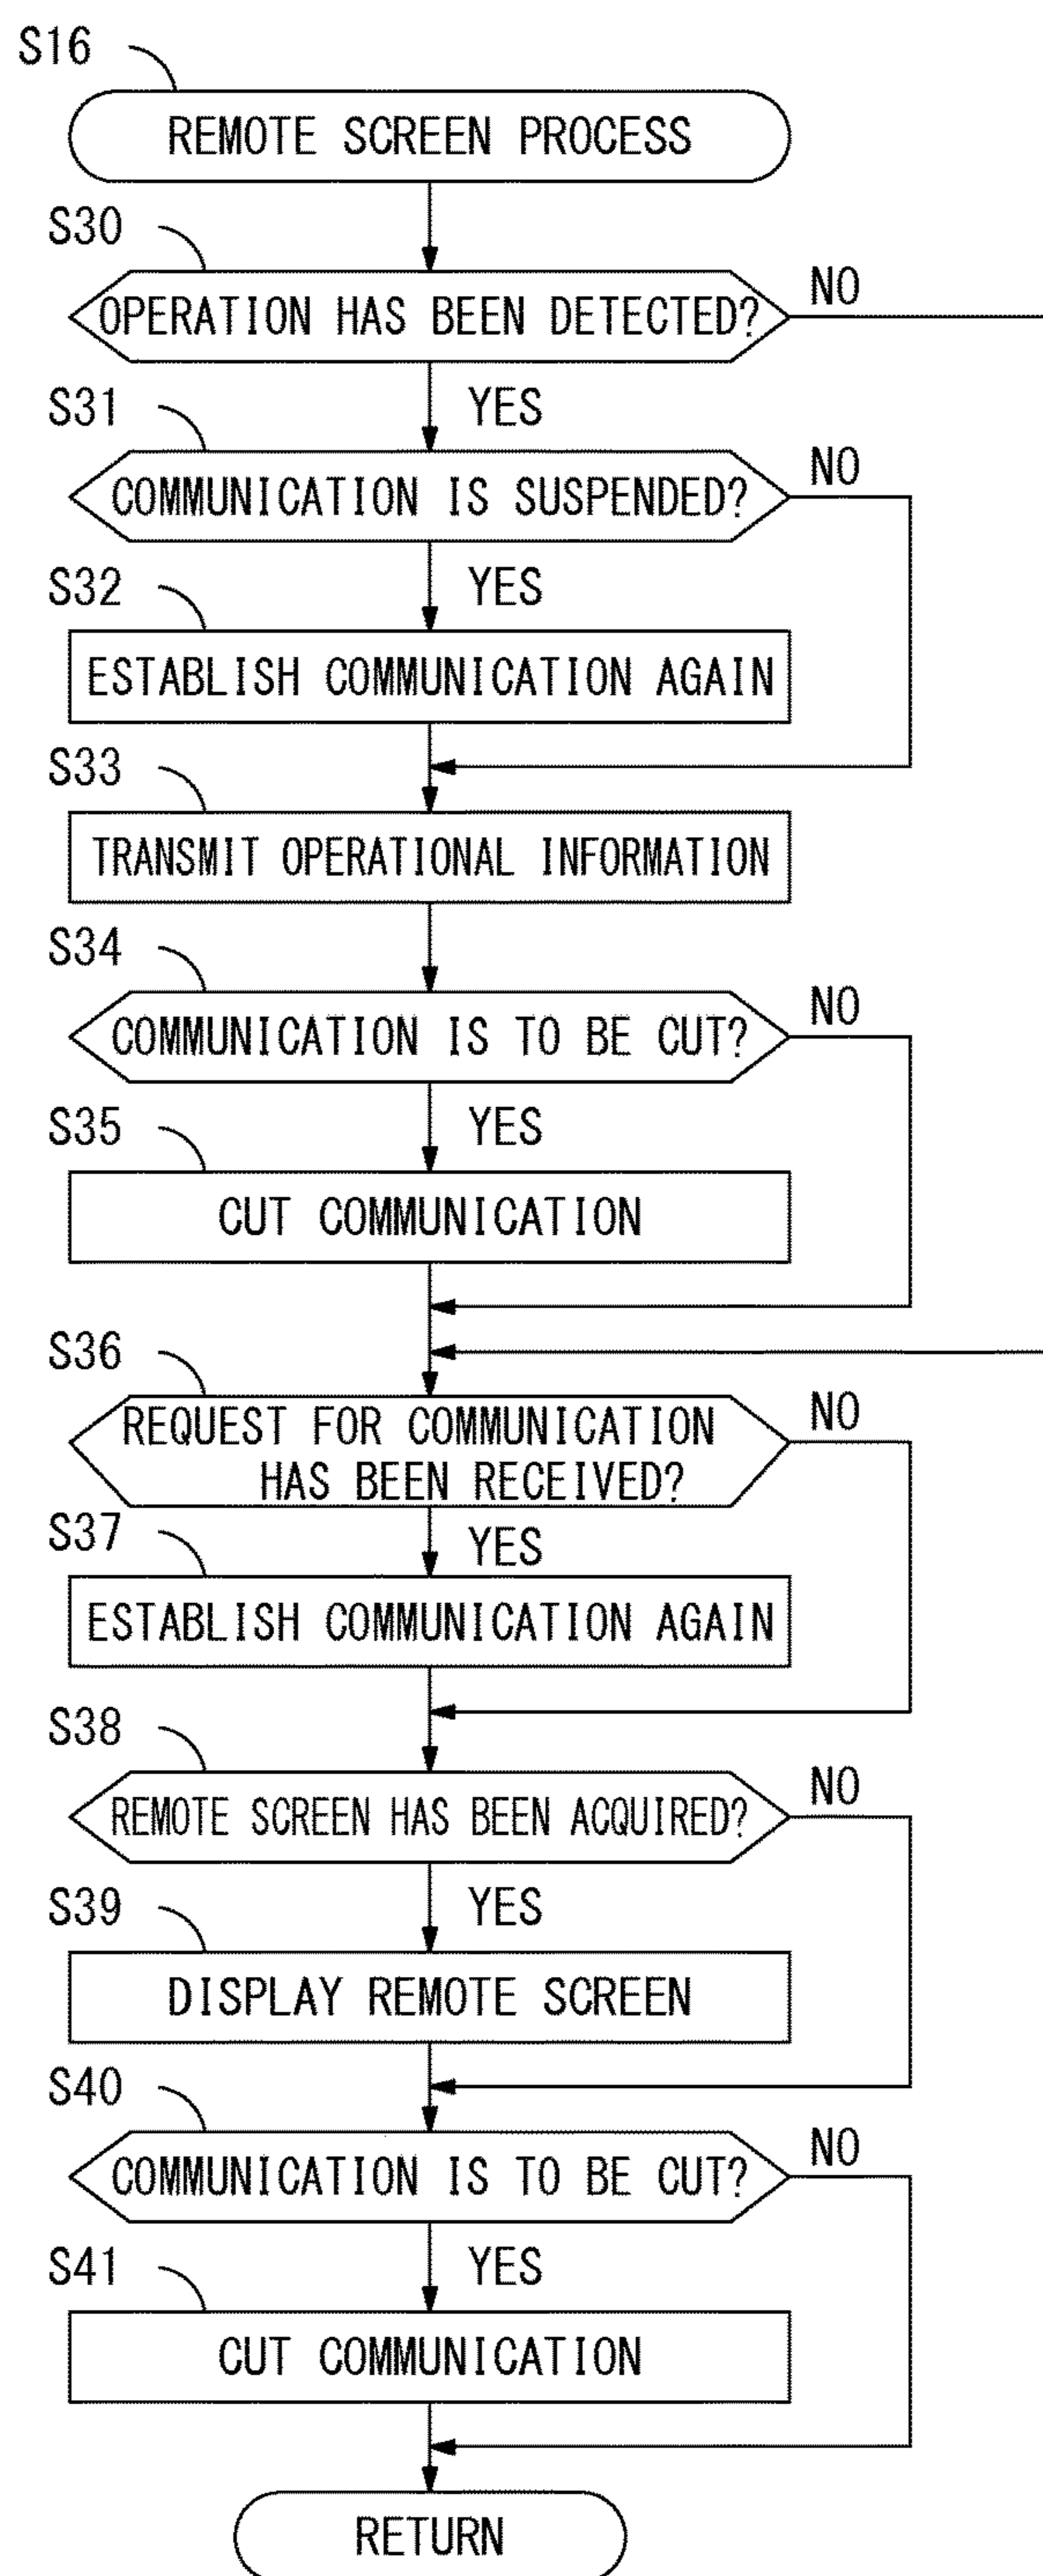 S16
REMOTE SCREEN PROCESS
S30
OPERATION HAS BEEN DETECTED?
NO
YES
S31
COMMUNICATION IS SUSPENDED?
NO
YES
S32
ESTABLISH COMMUNICATION AGAIN
S33
TRANSMIT OPERATIONAL INFORMATION
S34
COMMUNICATION IS TO BE CUT?
NO
YES
S35
CUT COMMUNICATION
S36
REQUEST FOR COMMUNICATION
HAS BEEN RECEIVED?
NO
YES
S37
ESTABLISH COMMUNICATION AGAIN
S38
REMOTE SCREEN HAS BEEN ACQUIRED?
NO
YES
S39
DISPLAY REMOTE SCREEN
S40
COMMUNICATION IS TO BE CUT?
NO
YES
S41
CUT COMMUNICATION
RETURN